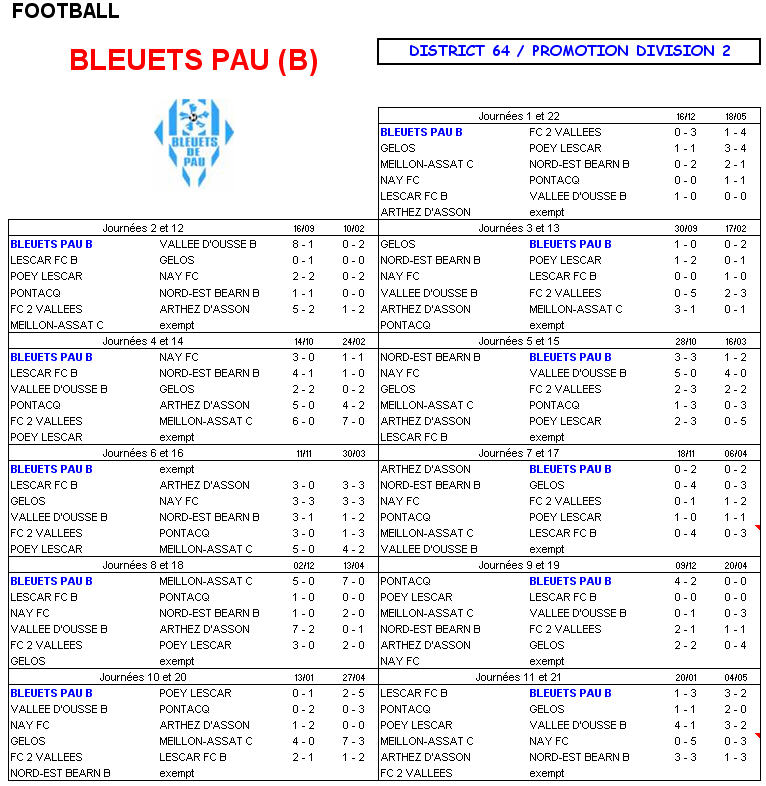 FOOTBALL
BLEUETS PAU (B)
DISTRICT 64 / PROMOTION DIVISION 2
BLEUETS
DE
PAU
Journées 1 et 22 16/12 18/05
BLEUETS PAU B FC 2 VALLEES 0 - 3 1 - 4
GELOS POEY LESCAR 1 - 1 3 - 4
MEILLON-ASSAT C NORD-EST BEARN B 0 - 2 2 - 1
NAY FC PONTACQ 0 - 0 1 - 1
LESCAR FC B VALLEE D'OUSSE B 1 - 0 0 - 0
ARTHEZ D'ASSON exempt
Journées 2 et 12 16/09 10/02
BLEUETS PAU B VALLEE D'OUSSE B 8 - 1 0 - 2
LESCAR FC B GELOS 0 - 1 0 - 0
POEY LESCAR NAY FC 2 - 2 0 - 2
PONTACQ NORD-EST BEARN B 1 - 1 0 - 0
FC 2 VALLEES ARTHEZ D'ASSON 5 - 2 1 - 2
MEILLON-ASSAT C exempt
Journées 3 et 13 30/09 17/02
GELOS BLEUETS PAU B 1 - 0 0 - 2
NORD-EST BEARN B POEY LESCAR 1 - 2 0 - 1
NAY FC LESCAR FC B 0 - 0 1 - 0
VALLEE D'OUSSE B FC 2 VALLEES 0 - 5 2 - 3
ARTHEZ D'ASSON MEILLON-ASSAT C 3 - 1 0 - 1
PONTACQ exempt
Journées 4 et 14 14/10 24/02
BLEUETS PAU B NAY FC 3 - 0 1 - 1
LESCAR FC B NORD-EST BEARN B 4 - 1 1 - 0
VALLEE D'OUSSE B GELOS 2 - 2 0 - 2
PONTACQ ARTHEZ D'ASSON 5 - 0 4 - 2
FC 2 VALLEES MEILLON-ASSAT C 6 - 0 7 - 0
POEY LESCAR exempt
Journées 5 et 15 28/10 16/03
NORD-EST BEARN B BLEUETS PAU B 3 - 3 1 - 2
NAY FC VALLEE D'OUSSE B 5 - 0 4 - 0
GELOS FC 2 VALLEES 2 - 3 2 - 2
MEILLON-ASSAT C PONTACQ 1 - 3 0 - 3
ARTHEZ D'ASSON POEY LESCAR 2 - 3 0 - 5
LESCAR FC B exempt
Journées 6 et 16 11/11 30/03
BLEUETS PAU B exempt
LESCAR FC B ARTHEZ D'ASSON 3 - 0 3 - 3
GELOS NAY FC 3 - 3 3 - 3
VALLEE D'OUSSE B NORD-EST BEARN B 3 - 1 1 - 2
FC 2 VALLEES PONTACQ 3 - 0 1 - 3
POEY LESCAR MEILLON-ASSAT C 5 - 0 4 - 2
Journées 7 et 17 18/11 06/04
ARTHEZ D'ASSON BLEUETS PAU B 0 - 2 0 - 2
NORD-EST BEARN B GELOS 0 - 4 0 - 3
NAY FC FC 2 VALLEES 0 - 1 1 - 2
PONTACQ POEY LESCAR 1 - 0 1 - 1
MEILLON-ASSAT C LESCAR FC B 0 - 4 0 - 3
VALLEE D'OUSSE B exempt
Journées 8 et 18 02/12 13/04
BLEUETS PAU B MEILLON-ASSAT C 5 - 0 7 - 0
LESCAR FC B PONTACQ 1 - 0 0 - 0
NAY FC NORD-EST BEARN B 1 - 0 2 - 0
VALLEE D'OUSSE B ARTHEZ D'ASSON 7 - 2 0 - 1
FC 2 VALLEES POEY LESCAR 3 - 0 2 - 0
GELOS exempt
Journées 9 et 19 09/12 20/04
PONTACQ BLEUETS PAU B 4 - 2 0 - 0
POEY LESCAR LESCAR FC B 0 - 0 0 - 0
MEILLON-ASSAT C VALLEE D'OUSSE B 0 - 1 0 - 3
NORD-EST BEARN B FC 2 VALLEES 2 - 1 1 - 1
ARTHEZ D'ASSON GELOS 2 - 2 0 - 4
NAY FC exempt
Journées 10 et 20 13/01 27/04
BLEUETS PAU B POEY LESCAR 0 - 1 2 - 5
VALLEE D'OUSSE B PONTACQ 0 - 2 0 - 3
NAY FC ARTHEZ D'ASSON 1 - 2 0 - 0
GELOS MEILLON-ASSAT C 4 - 0 7 - 3
FC 2 VALLEES LESCAR FC B 2 - 1 1 - 2
NORD-EST BEARN B exempt
Journées 11 et 21 20/01 04/05
LESCAR FC B BLEUETS PAU B 1 - 3 3 - 2
PONTACQ GELOS 1 - 1 2 - 0
POEY LESCAR VALLEE D'OUSSE B 4 - 1 3 - 2
MEILLON-ASSAT C NAY FC 0 - 5 0 - 3
ARTHEZ D'ASSON NORD-EST BEARN B 3 - 3 1 - 3
FC 2 VALLEES exempt